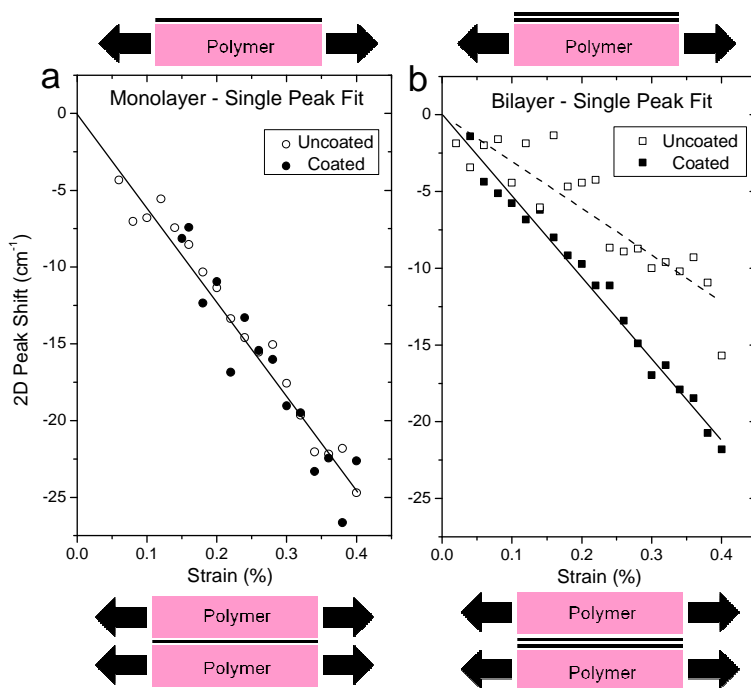 Polymer
Polymer
a
Monolayer - Single Peak Fit
Uncoated
Coated
2D Peak Shift (cm-1)
0
-5
-10
-15
-20
-25
0.0 0.1 0.2 0.3 0.4
Strain (%)
b
Bilayer - Single Peak Fit
Uncoated
Coated
0
-5
-10
-15
-20
-25
0.0 0.1 0.2 0.3 0.4
Strain (%)
Polymer
Polymer
Polymer
Polymer